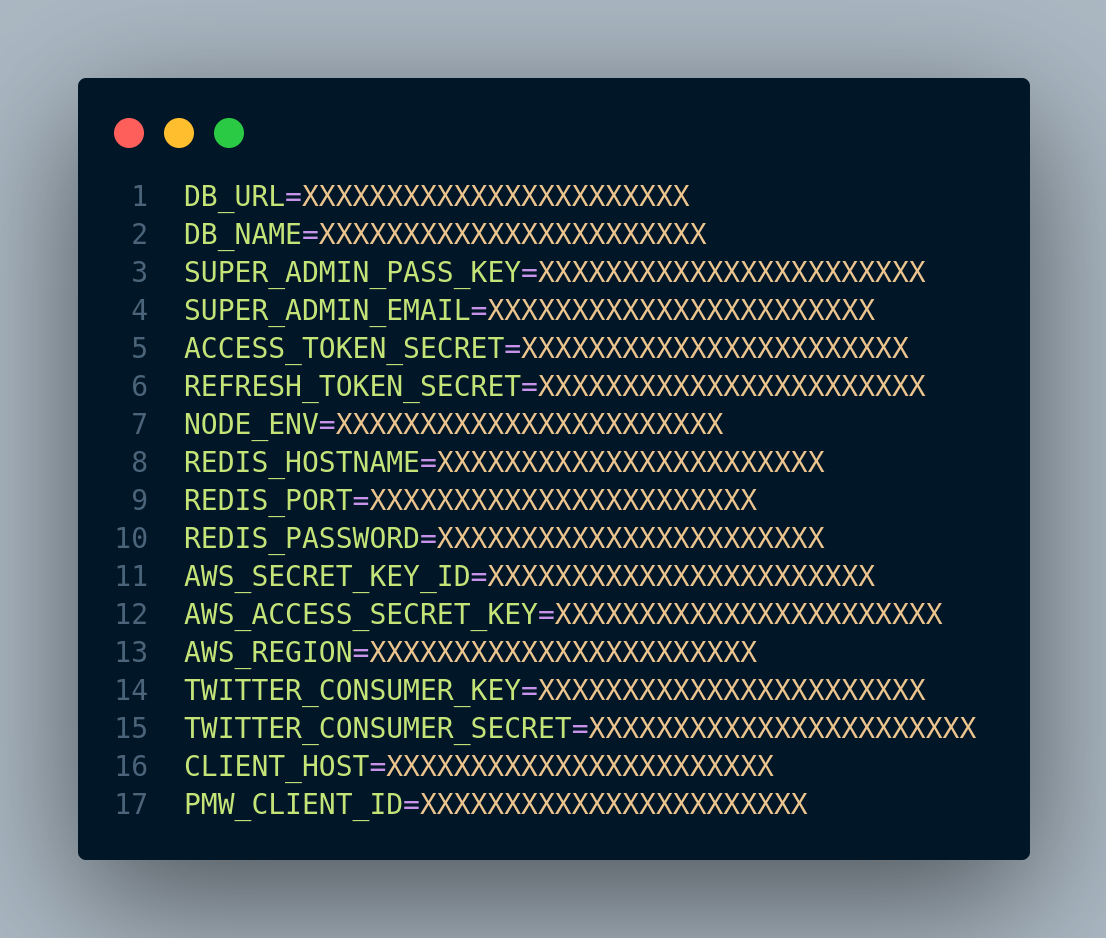 1 DB_URL=XXXXXXXXXXXXXXXXXXXXXXX
2 DB_NAME=XXXXXXXXXXXXXXXXXXXXXXX
3 SUPER_ADMIN_PASS_KEY=XXXXXXXXXXXXXXXXXXXXXXX
4 SUPER_ADMIN_EMAIL=XXXXXXXXXXXXXXXXXXXXXXX
5 ACCESS_TOKEN_SECRET=XXXXXXXXXXXXXXXXXXXXXXX
6 REFRESH_TOKEN_SECRET=XXXXXXXXXXXXXXXXXXXXXXX
7 NODE_ENV=XXXXXXXXXXXXXXXXXXXXXXX
8 REDIS_HOSTNAME=XXXXXXXXXXXXXXXXXXXXXXX
9 REDIS_PORT=XXXXXXXXXXXXXXXXXXXXXXX
10 REDIS_PASSWORD=XXXXXXXXXXXXXXXXXXXXXXX
11 AWS_SECRET_KEY_ID=XXXXXXXXXXXXXXXXXXXXXXX
12 AWS_ACCESS_SECRET_KEY=XXXXXXXXXXXXXXXXXXXXXXX
13 AWS_REGION=XXXXXXXXXXXXXXXXXXXXXXX
14 TWITTER_CONSUMER_KEY=XXXXXXXXXXXXXXXXXXXXXXX
15 TWITTER_CONSUMER_SECRET=XXXXXXXXXXXXXXXXXXXXXXX
16 CLIENT_HOST=XXXXXXXXXXXXXXXXXXXXXXX
17 PMW_CLIENT_ID=XXXXXXXXXXXXXXXXXXXXXXX